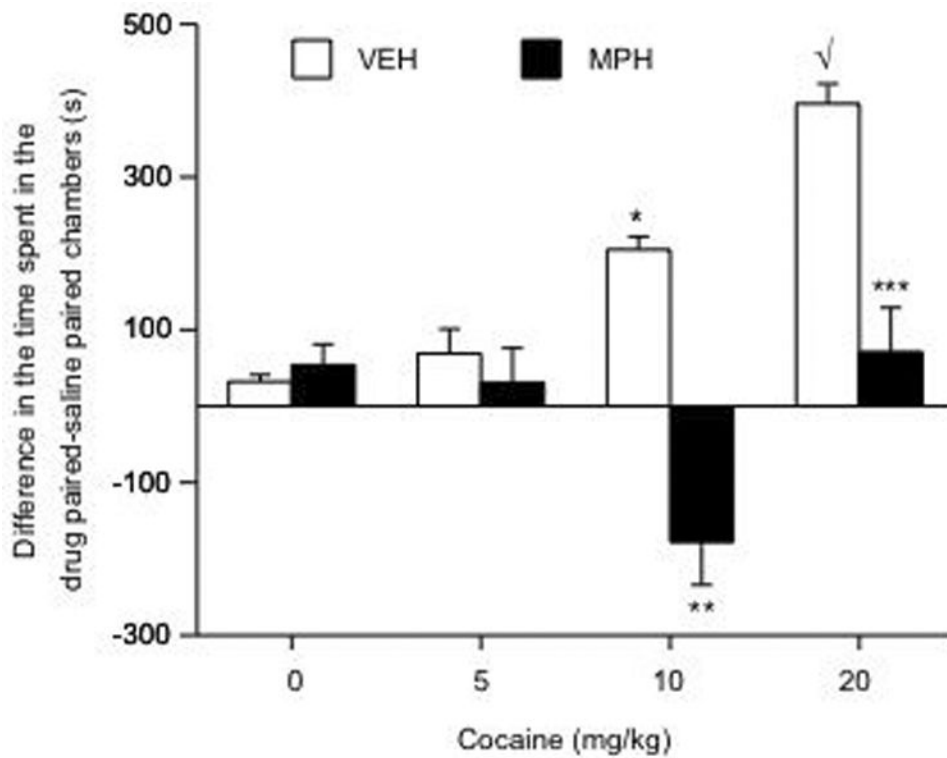 Difference in the time spent in the
drug paired-saline paired chambers (s)
500
300
100
-100
-300
VEH
MPH
*
**
√
***
0
5
10
20
Cocaine (mg/kg)